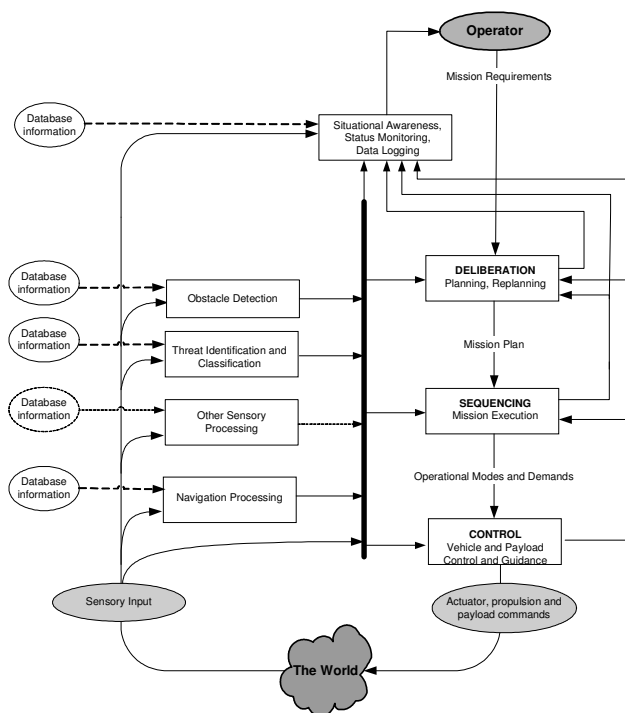 Operator
Mission Requirements
Database
information
Situational Awareness,
Status Monitoring,
Data Logging
Database
information
Obstacle Detection
DELIBERATION
Planning, Replanning
Database
information
Threat Identification and
Classification
Mission Plan
Database
information
Other Sensory
Processing
SEQUENCING
Mission Execution
Database
information
Navigation Processing
Operational Modes and Demands
CONTROL
Vehicle and Payload
Control and Guidance
Sensory Input
Actuator, propulsion and
payload commands
The World